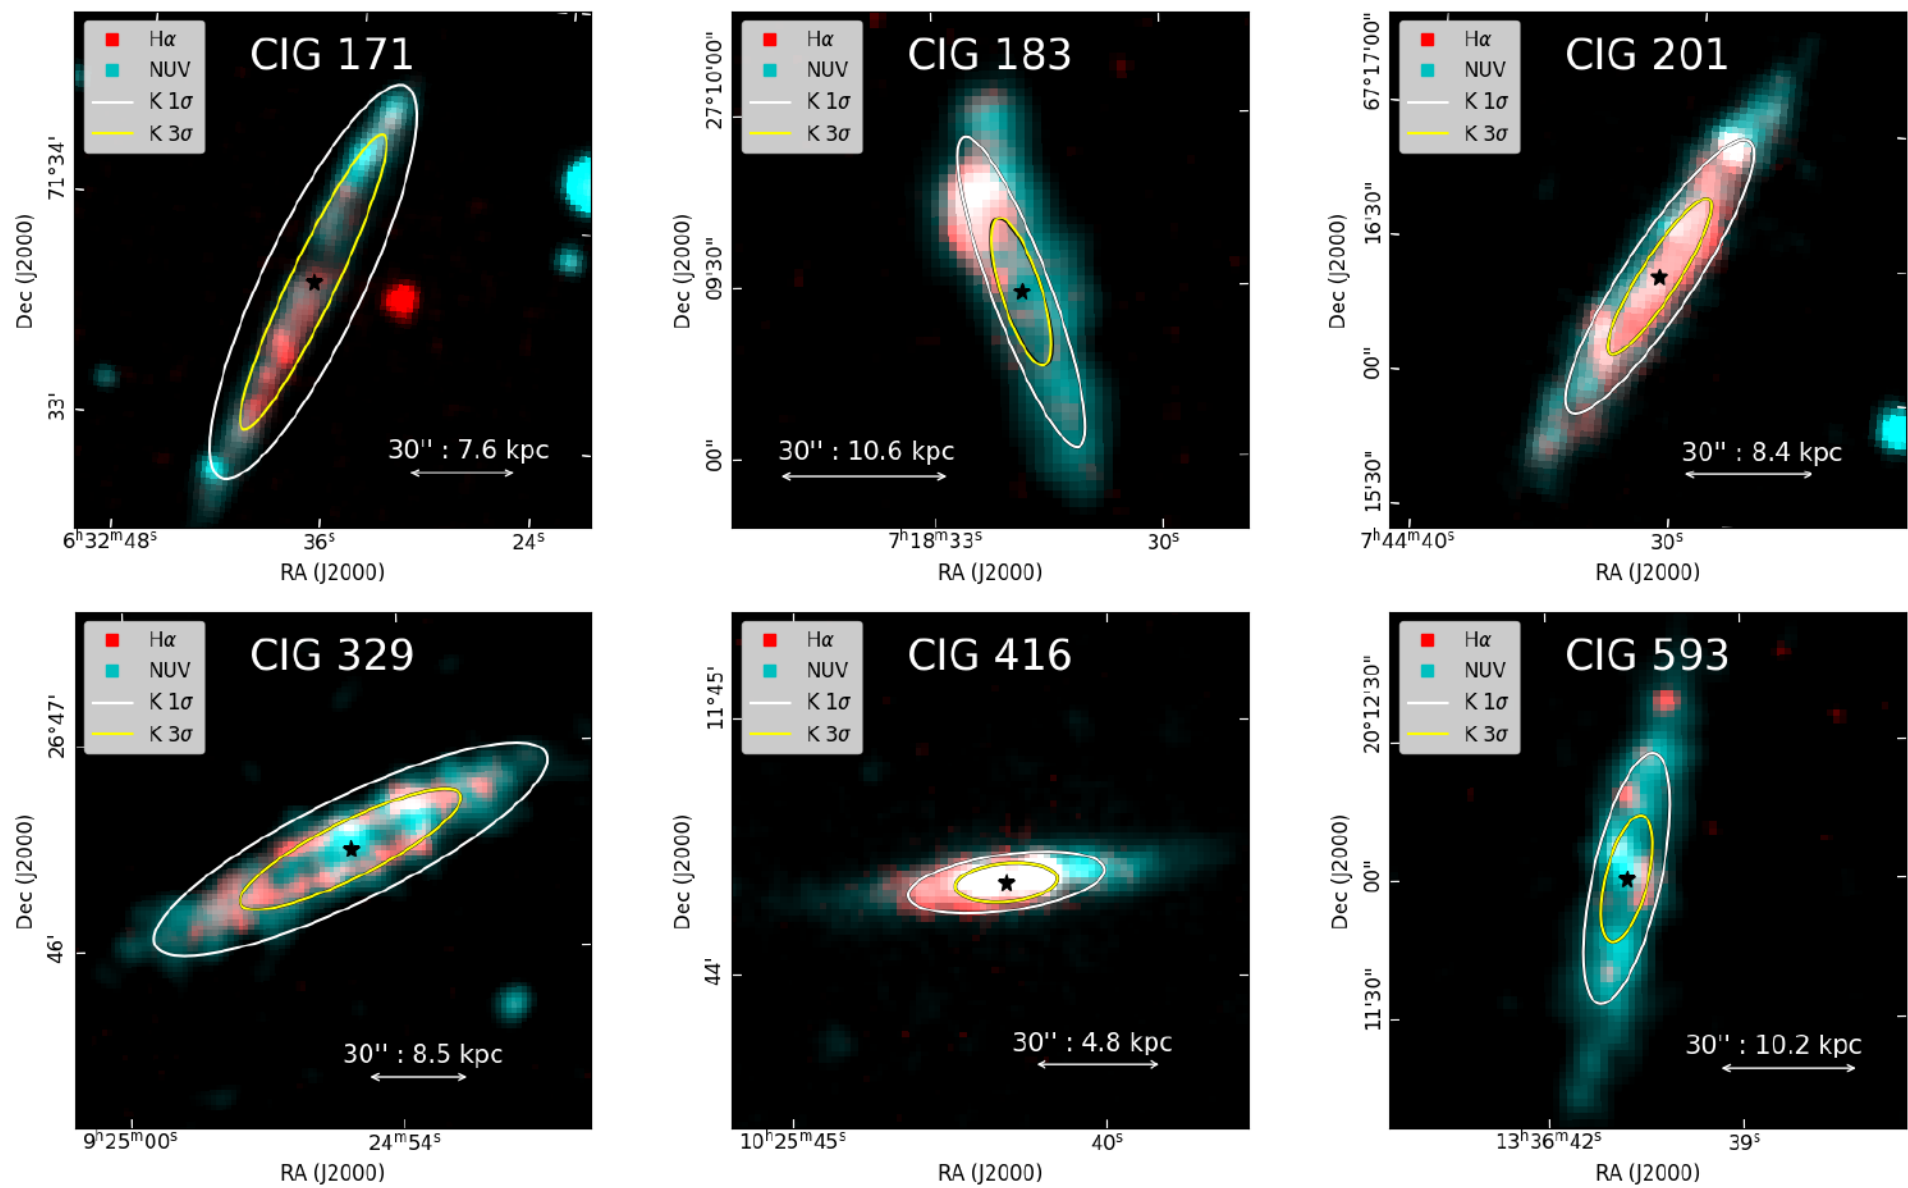 CIG 171
Hα
NUV
K 1σ
K 3σ
30'' : 7.6 kpc
Dec (J2000)
71°34'
33'
6ʰ32ᵐ48ˢ
36ˢ
24ˢ
RA (J2000)
CIG 183
Hα
NUV
K 1σ
K 3σ
30'' : 10.6 kpc
Dec (J2000)
27°10'00"
09'30"
00"
7ʰ18ᵐ33ˢ
30ˢ
RA (J2000)
CIG 201
Hα
NUV
K 1σ
K 3σ
30'' : 8.4 kpc
Dec (J2000)
67°17'00"
16'30"
00"
15'30"
7ʰ44ᵐ40ˢ
30ˢ
RA (J2000)
CIG 329
Hα
NUV
K 1σ
K 3σ
30'' : 8.5 kpc
Dec (J2000)
26°47'
46'
9ʰ25ᵐ00ˢ
24ᵐ54ˢ
RA (J2000)
CIG 416
Hα
NUV
K 1σ
K 3σ
30'' : 4.8 kpc
Dec (J2000)
11°45'
44'
10ʰ25ᵐ45ˢ
40ˢ
RA (J2000)
CIG 593
Hα
NUV
K 1σ
K 3σ
30'' : 10.2 kpc
Dec (J2000)
20°12'30"
00"
11'30"
13ʰ36ᵐ42ˢ
39ˢ
RA (J2000)